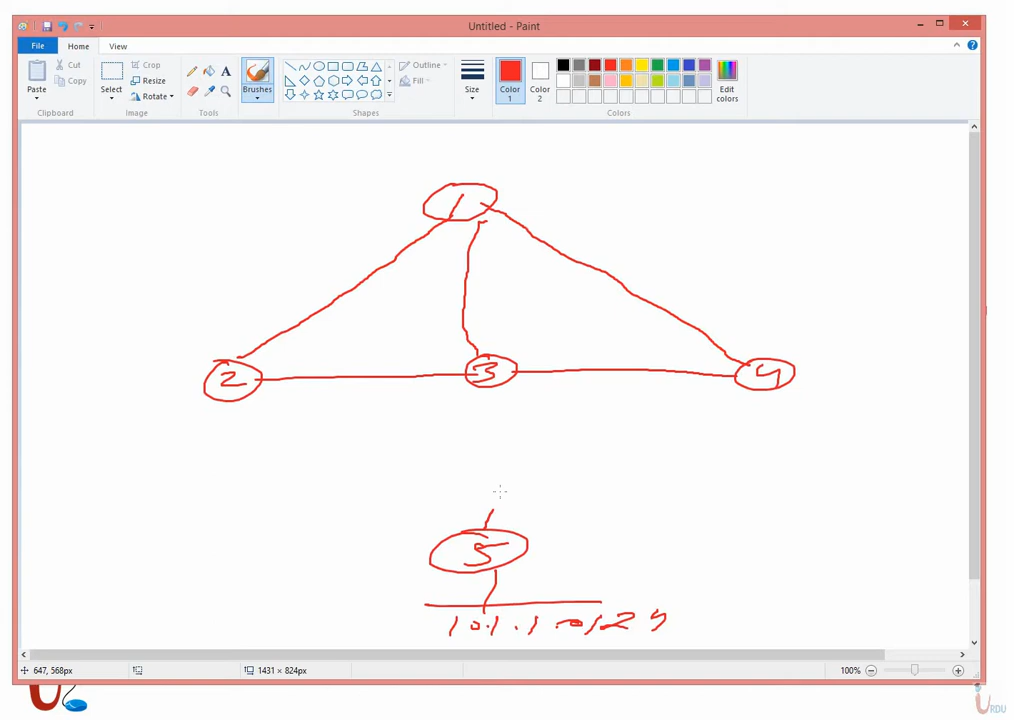 Untitled - Paint
File Home View
Paste
Cut
Copy
Clipboard
Select
Crop
Resize
Rotate
Image
A
Tools
Brushes
Shapes
Outline
Fill
Size
Color 1
Color 2
Edit colors
Colors
1
2 3 4
5
10.1.1.0/24
647, 568px 1431 × 824px 100%
URDU